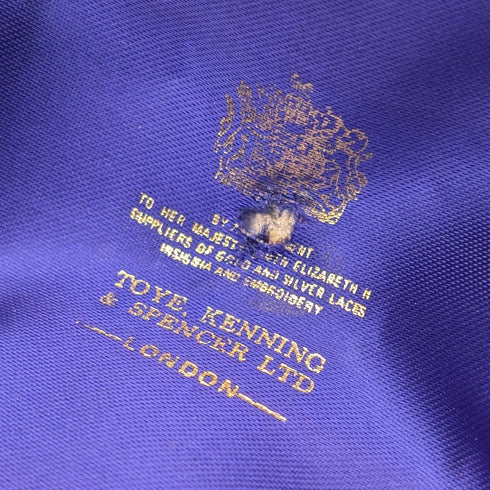 BY
TO HER MAJEST ELIZABETH II
SUPPLIERS OF GOLD AND SILVER LACES
INSIGNIA AND EMBROIDERY
TOYE, KENNING
& SPENCER LTD
LONDON